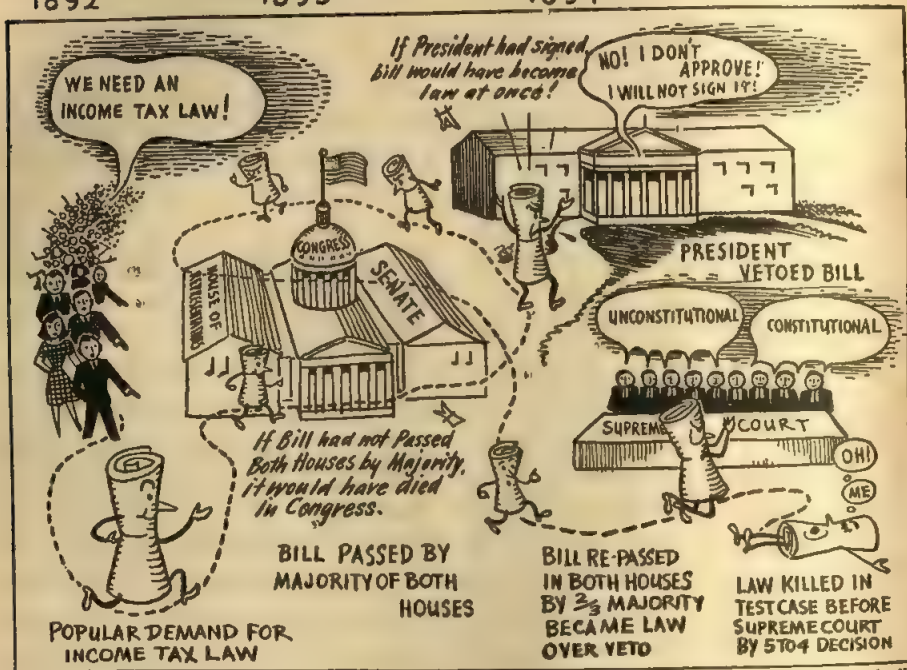 1892 1893 1894
WE NEED AN
INCOME TAX LAW!
If President had signed,
Bill would have become
law at once!
NO! I DON'T
APPROVE!
I WILL NOT SIGN IT!
CONGRESS
HOUSE OF
REPRESENTATIVES
SENATE
PRESIDENT
VETOED BILL
UNCONSTITUTIONAL
CONSTITUTIONAL
SUPREME COURT
OH!
ME
If Bill had not Passed
Both Houses by Majority,
it would have died
in Congress.
BILL PASSED BY
MAJORITY OF BOTH
HOUSES
BILL RE-PASSED
IN BOTH HOUSES
BY 2/3 MAJORITY
BECAME LAW
OVER VETO
LAW KILLED IN
TEST CASE BEFORE
SUPREME COURT
BY 5 TO 4 DECISION
POPULAR DEMAND FOR
INCOME TAX LAW